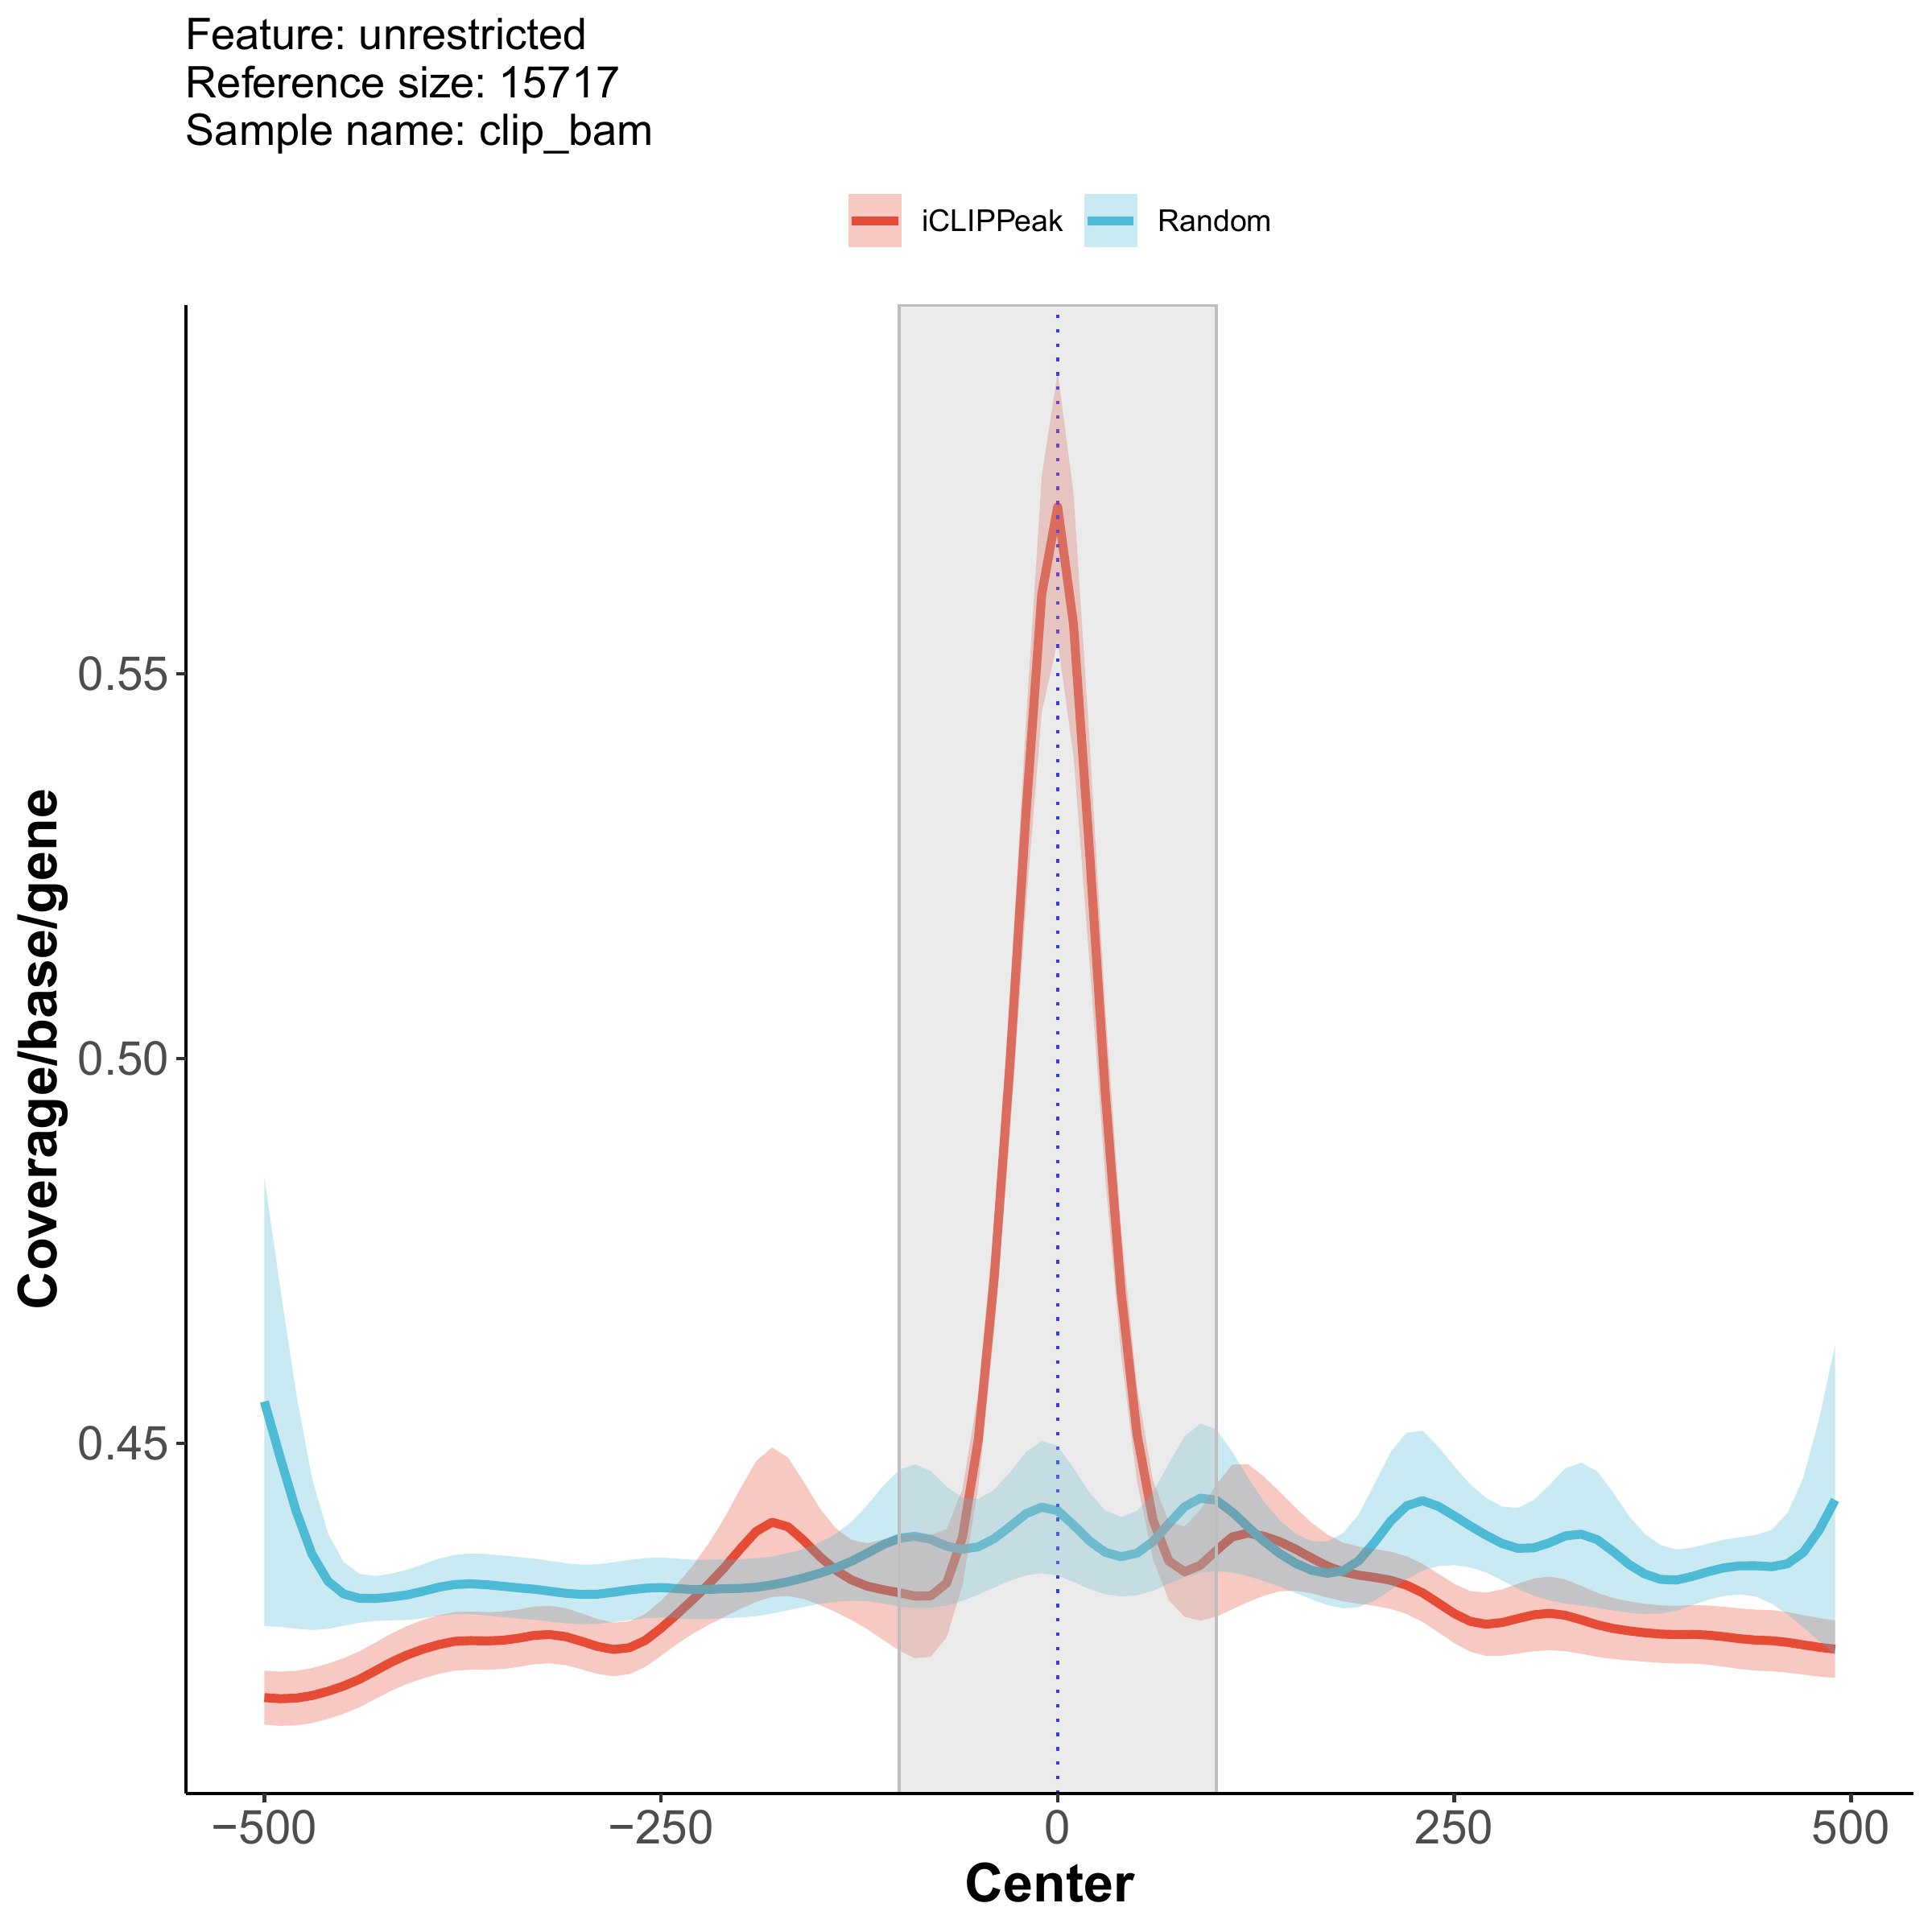 Feature: unrestricted
Reference size: 15717
Sample name: clip_bam
iCLIPPeak Random
Coverage/base/gene
0.55
0.50
0.45
−500 −250 0 250 500
Center